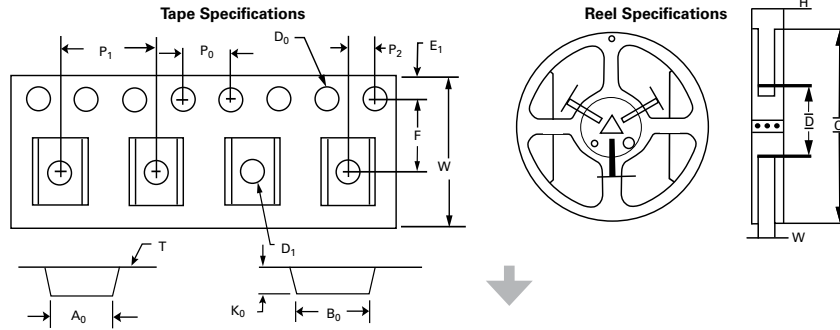 Tape Specifications
Reel Specifications
H
P1
P0
D0
P2
E1
F
W
D
C
D1
W
T
K0
A0
B0